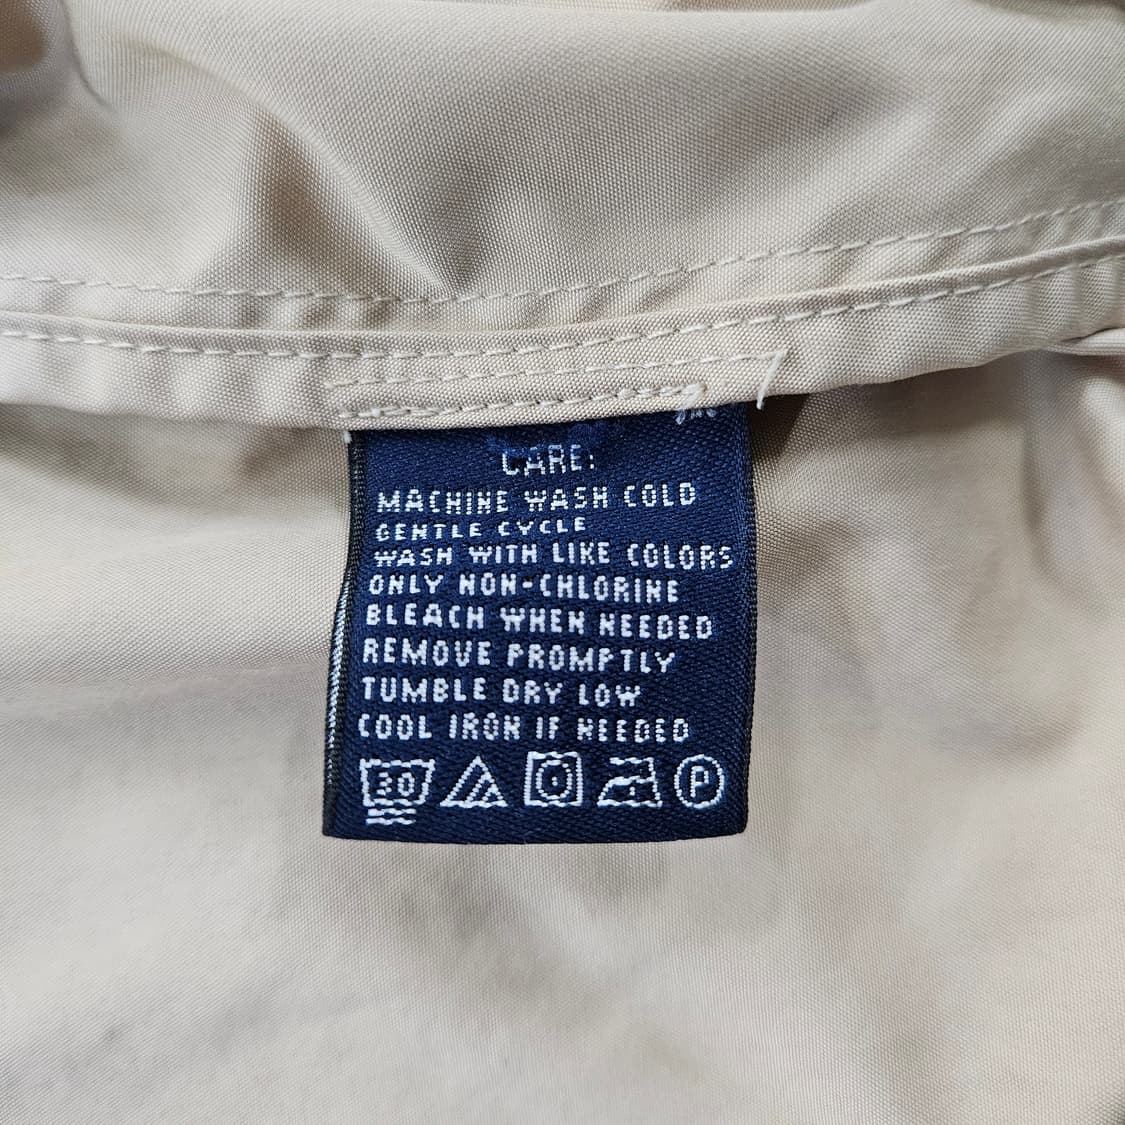 CARE:
MACHINE WASH COLD
GENTLE CYCLE
WASH WITH LIKE COLORS
ONLY NON-CHLORINE
BLEACH WHEN NEEDED
REMOVE PROMPTLY
TUMBLE DRY LOW
COOL IRON IF NEEDED
30 P